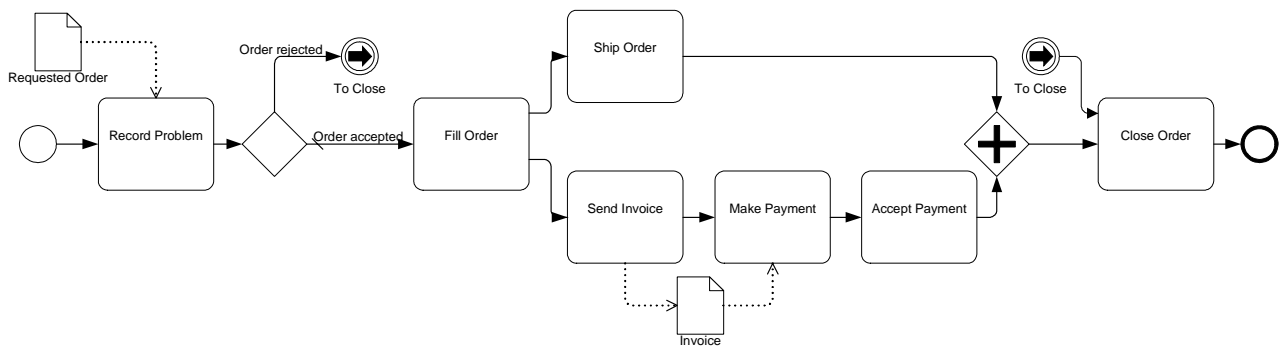 Requested Order
Record Problem
Order rejected
To Close
Order accepted
Fill Order
Ship Order
Send Invoice
Make Payment
Accept Payment
Invoice
To Close
Close Order